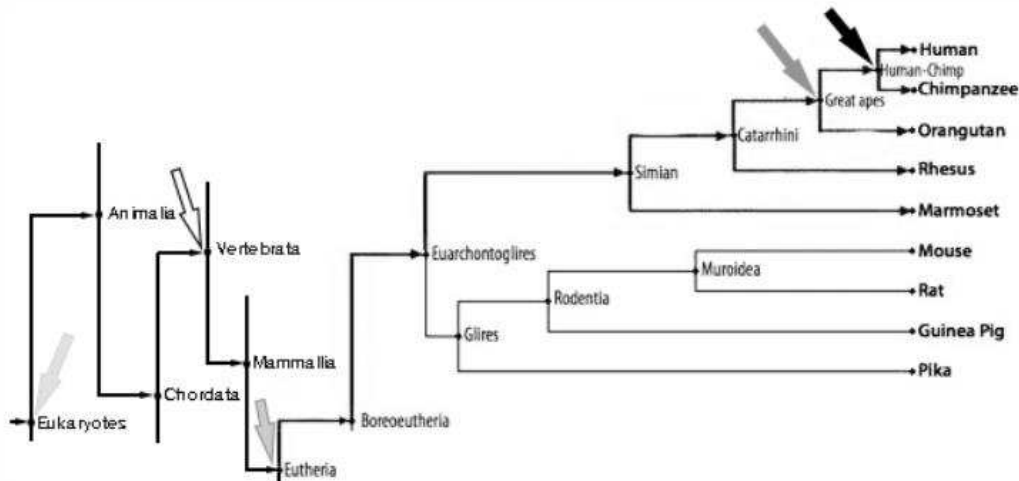 Human
Human-Chimp
Chimpanzee
Great apes
Orangutan
Catarrhini
Rhesus
Simian
Marmoset
Animalia
Vertebrata
Euarchontoglires
Mouse
Muroidea
Rat
Rodentia
Guinea Pig
Glires
Mammallia
Pika
Chordata
Eukaryotes
Boreoeutheria
Eutheria